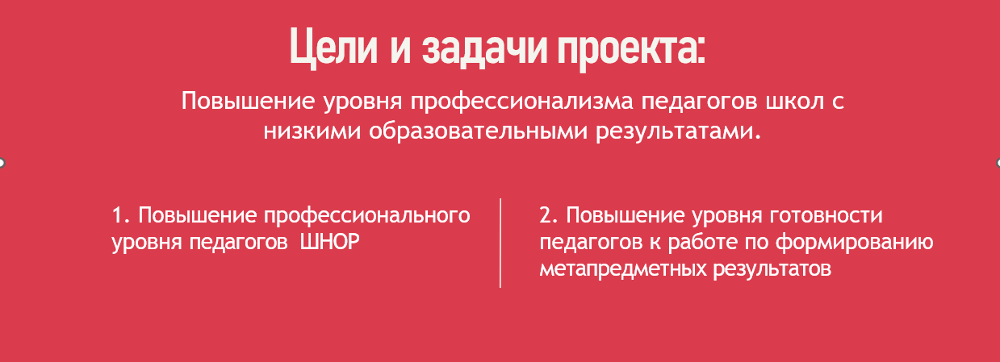 Цели и задачи проекта:
Повышение уровня профессионализма педагогов школ с
низкими образовательными результатами.
1. Повышение профессионального
уровня педагогов ШНОР
2. Повышение уровня готовности
педагогов к работе по формированию
метапредметных результатов